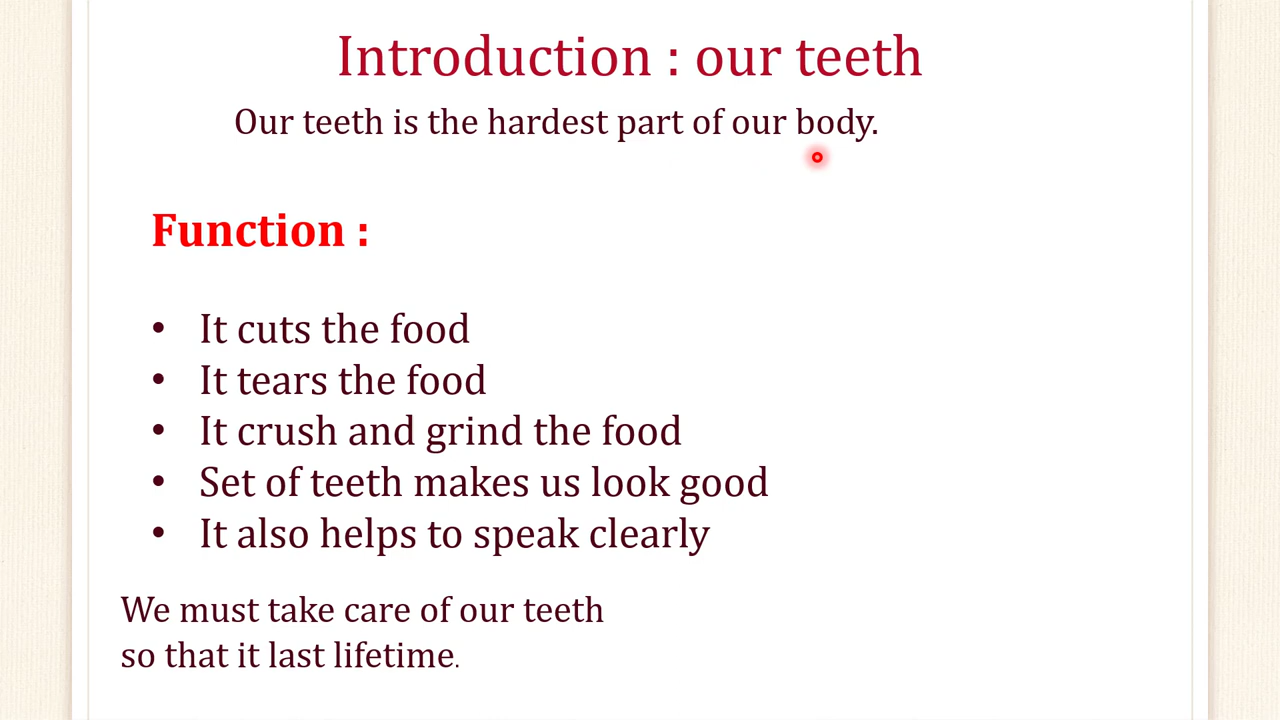 Introduction : our teeth
Our teeth is the hardest part of our body.
Function :
• It cuts the food
• It tears the food
• It crush and grind the food
• Set of teeth makes us look good
• It also helps to speak clearly
We must take care of our teeth
so that it last lifetime.